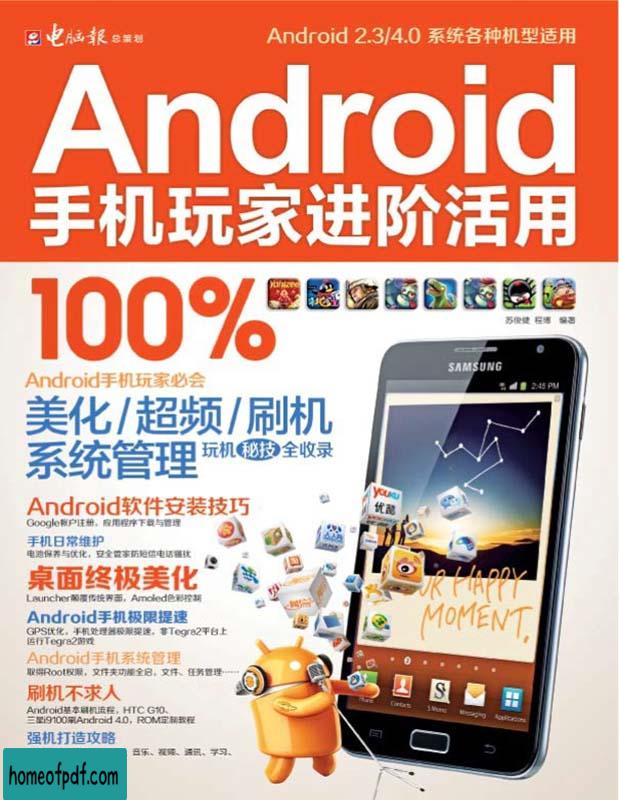 电脑报 总策划
Android 2.3/4.0 系统各种机型适用
Android
手机玩家进阶活用
100%
苏俊健 程博 编著
Android手机玩家必会
美化/超频/刷机
系统管理 玩机秘技全收录
Android软件安装技巧
Google帐户注册，应用程序下载与管理
手机日常维护
电池保养与优化，安全管家防短信电话骚扰
桌面终极美化
Launcher颠覆传统界面，Amoled色彩控制
Android手机极限提速
GPS优化，手机处理器极限提速，非Tegra2平台上
运行Tegra2游戏
Android手机系统管理
取得Root权限，文件夹功能全启，文件、任务管理……
刷机不求人
Android基本刷机流程，HTC G10、
三星i9100刷Android 4.0，ROM定制教程
强机打造攻略
音乐、视频、通讯、学习、
SAMSUNG
2:45 PM
YOUKU
优酷
OUR HAPPY
MOMENT.
Phone
Contacts
S Memo
Messaging
Applications
homeofpdf.com